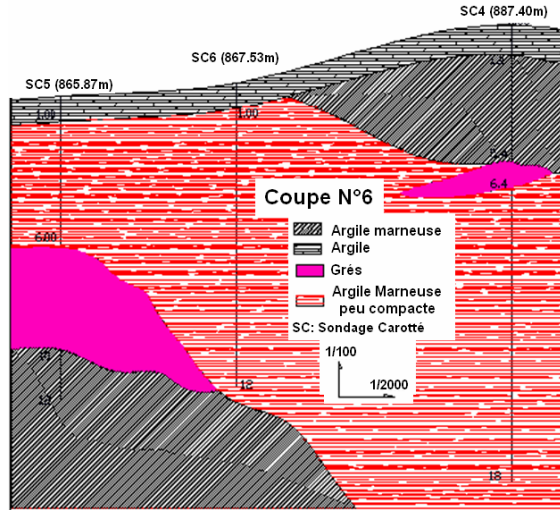 SC4 (887.40m)
SC6 (867.53m)
SC5 (865.87m)
1.00
1.00
6.4
6.00
Coupe N°6
Argile marneuse
Argile
Grés
Argile Marneuse
peu compacte
SC: Sondage Carotté
1/100
1/2000
12
18